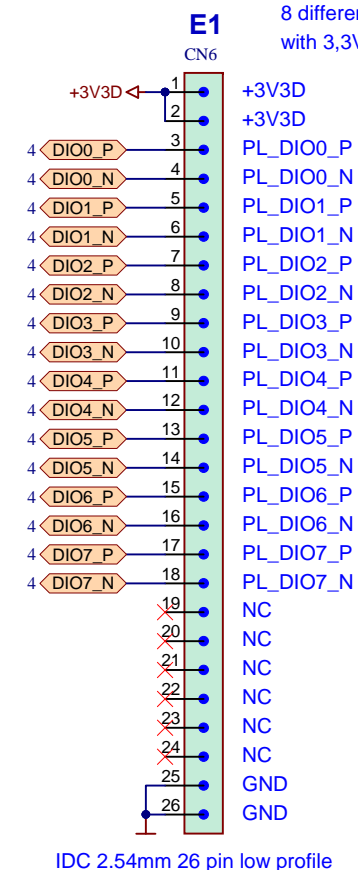 8 differe
E1
with 3,3V
CN6
+3V3D 1 +3V3D
2 +3V3D
4 DIO0_P 3 PL_DIO0_P
4 DIO0_N 4 PL_DIO0_N
4 DIO1_P 5 PL_DIO1_P
4 DIO1_N 6 PL_DIO1_N
4 DIO2_P 7 PL_DIO2_P
4 DIO2_N 8 PL_DIO2_N
4 DIO3_P 9 PL_DIO3_P
4 DIO3_N 10 PL_DIO3_N
4 DIO4_P 11 PL_DIO4_P
4 DIO4_N 12 PL_DIO4_N
4 DIO5_P 13 PL_DIO5_P
4 DIO5_N 14 PL_DIO5_N
4 DIO6_P 15 PL_DIO6_P
4 DIO6_N 16 PL_DIO6_N
4 DIO7_P 17 PL_DIO7_P
4 DIO7_N 18 PL_DIO7_N
19 NC
20 NC
21 NC
22 NC
23 NC
24 NC
25 GND
26 GND
IDC 2.54mm 26 pin low profile